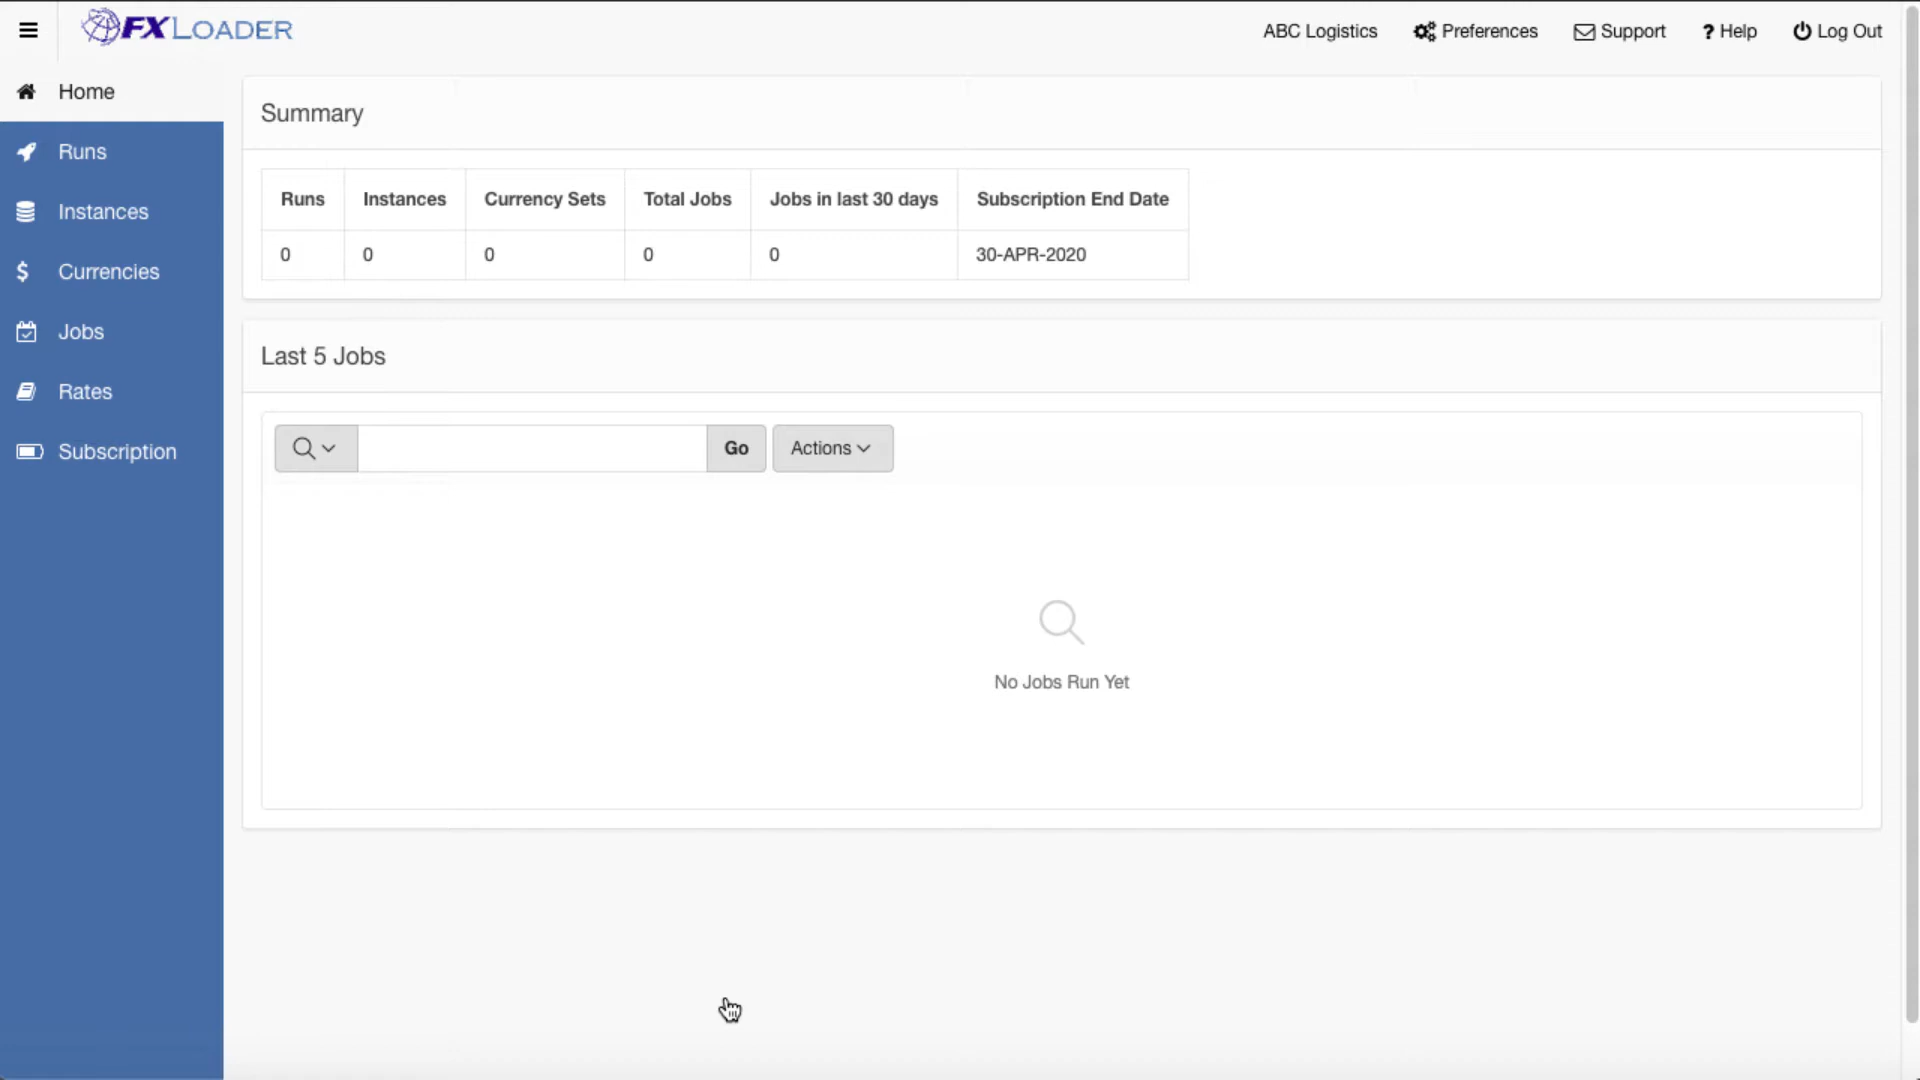 FXLOADER
ABC Logistics
Preferences
Support
? Help
Log Out
Home
Runs
Instances
Currencies
Jobs
Rates
Subscription
Summary
Runs Instances Currency Sets Total Jobs Jobs in last 30 days Subscription End Date
0 0 0 0 0 30-APR-2020
Last 5 Jobs
Go
Actions
No Jobs Run Yet